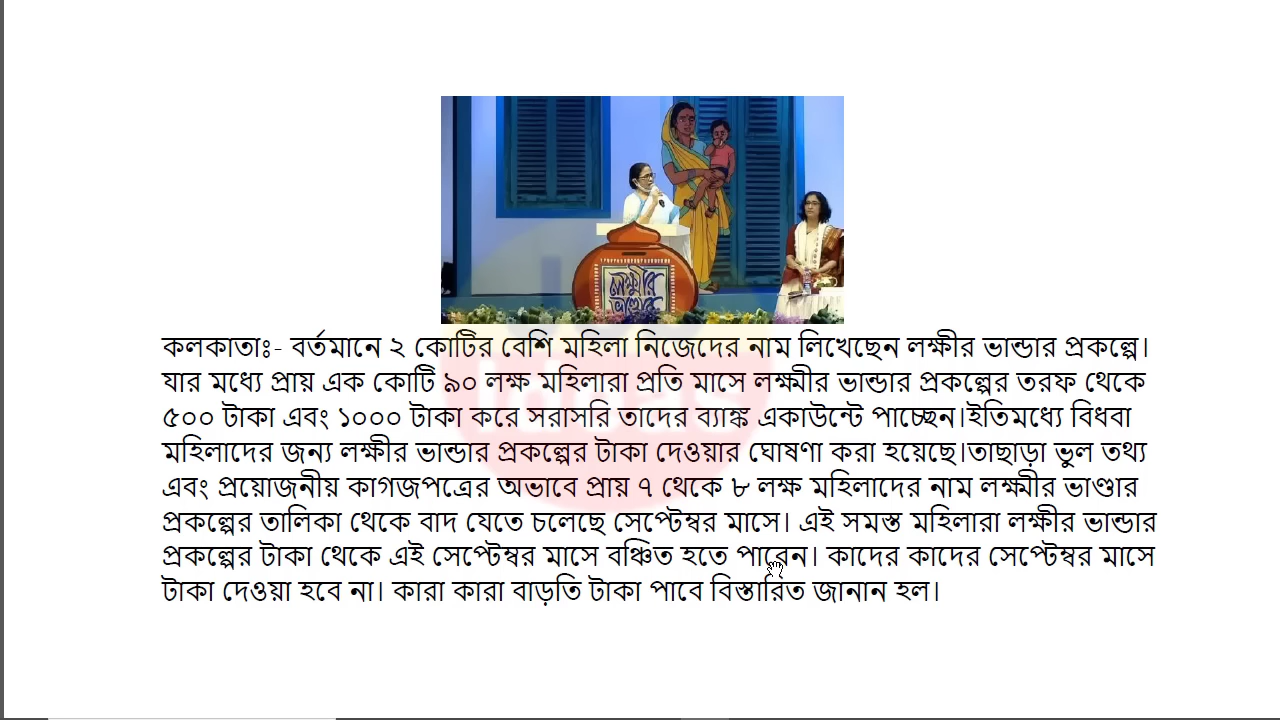 লক্ষ্মীর
ভাণ্ডার
কলকাতাঃ- বর্তমানে ২ কোটির বেশি মহিলা নিজেদের নাম লিখেছেন লক্ষীর ভান্ডার প্রকল্পে।
যার মধ্যে প্রায় এক কোটি ৯০ লক্ষ মহিলারা প্রতি মাসে লক্ষ্মীর ভান্ডার প্রকল্পের তরফ থেকে
৫০০ টাকা এবং ১০০০ টাকা করে সরাসরি তাদের ব্যাঙ্ক একাউন্টে পাচ্ছেন।ইতিমধ্যে বিধবা
মহিলাদের জন্য লক্ষীর ভান্ডার প্রকল্পের টাকা দেওয়ার ঘোষণা করা হয়েছে।তাছাড়া ভুল তথ্য
এবং প্রয়োজনীয় কাগজপত্রের অভাবে প্রায় ৭ থেকে ৮ লক্ষ মহিলাদের নাম লক্ষ্মীর ভাণ্ডার
প্রকল্পের তালিকা থেকে বাদ যেতে চলেছে সেপ্টেম্বর মাসে। এই সমস্ত মহিলারা লক্ষীর ভান্ডার
প্রকল্পের টাকা থেকে এই সেপ্টেম্বর মাসে বঞ্চিত হতে পারেন। কাদের কাদের সেপ্টেম্বর মাসে
টাকা দেওয়া হবে না। কারা কারা বাড়তি টাকা পাবে বিস্তারিত জানান হল।